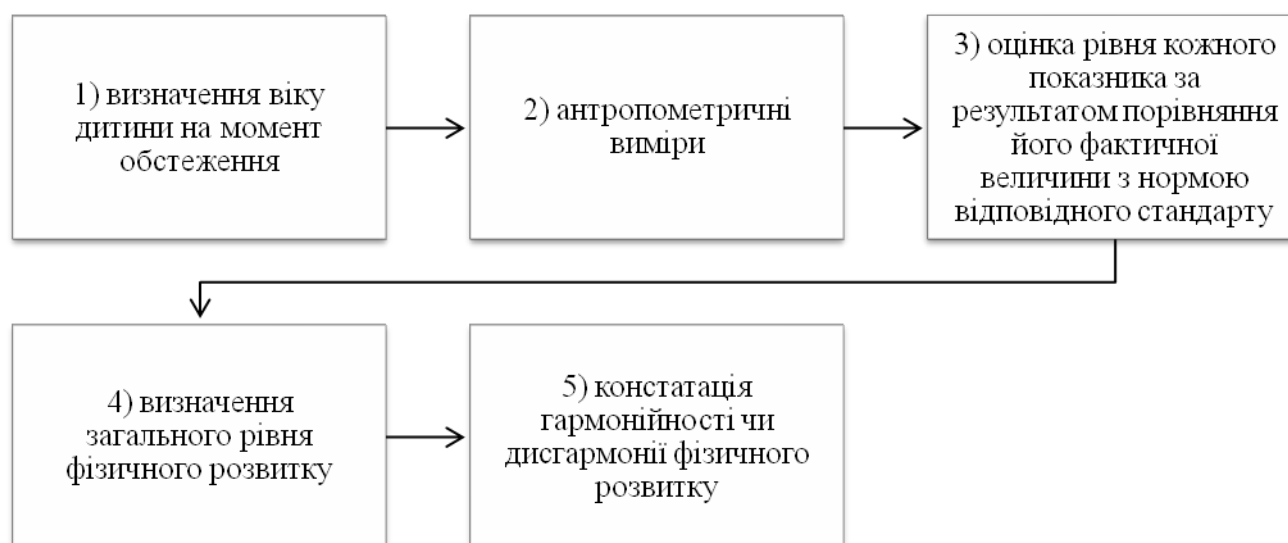 1) визначення віку
дитини на момент
обстеження
2) антропометричні
виміри
3) оцінка рівня кожного
показника за
результатом порівняння
його фактичної
величини з нормою
відповідного стандарту
4) визначення
загального рівня
фізичного розвитку
5) констатація
гармонійності чи
дисгармонії фізичного
розвитку